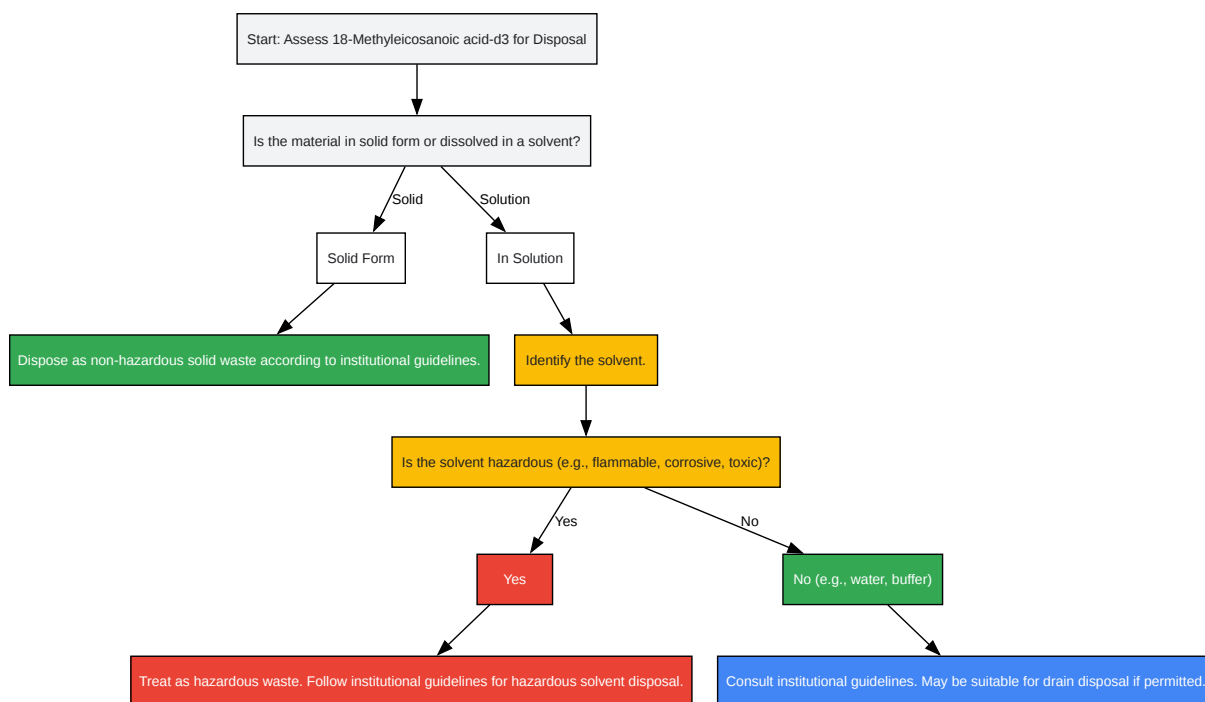 Start: Assess 18-Methyleicosanoic acid-d3 for Disposal
Is the material in solid form or dissolved in a solvent?
Solid
Solution
Solid Form
In Solution
Dispose as non-hazardous solid waste according to institutional guidelines.
Identify the solvent.
Is the solvent hazardous (e.g., flammable, corrosive, toxic)?
Yes
No
Yes
No (e.g., water, buffer)
Treat as hazardous waste. Follow institutional guidelines for hazardous solvent disposal.
Consult institutional guidelines. May be suitable for drain disposal if permitted.